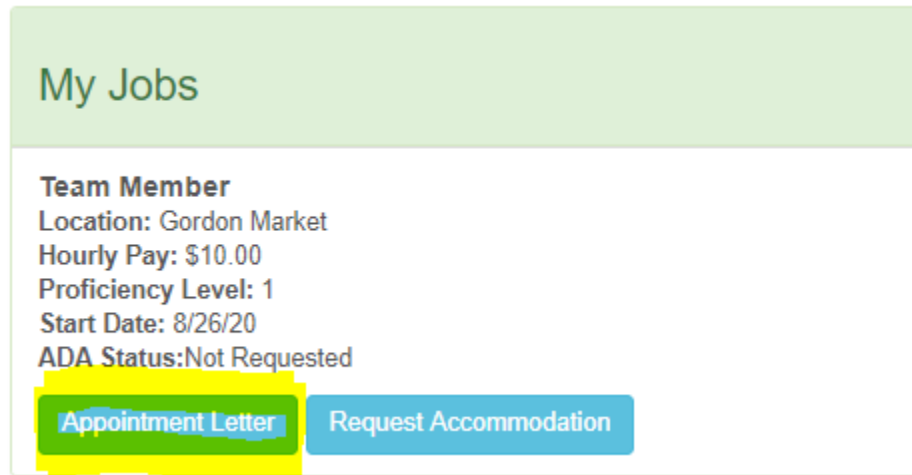 My Jobs
Team Member
Location: Gordon Market
Hourly Pay: $10.00
Proficiency Level: 1
Start Date: 8/26/20
ADA Status:Not Requested
Appointment Letter Request Accommodation